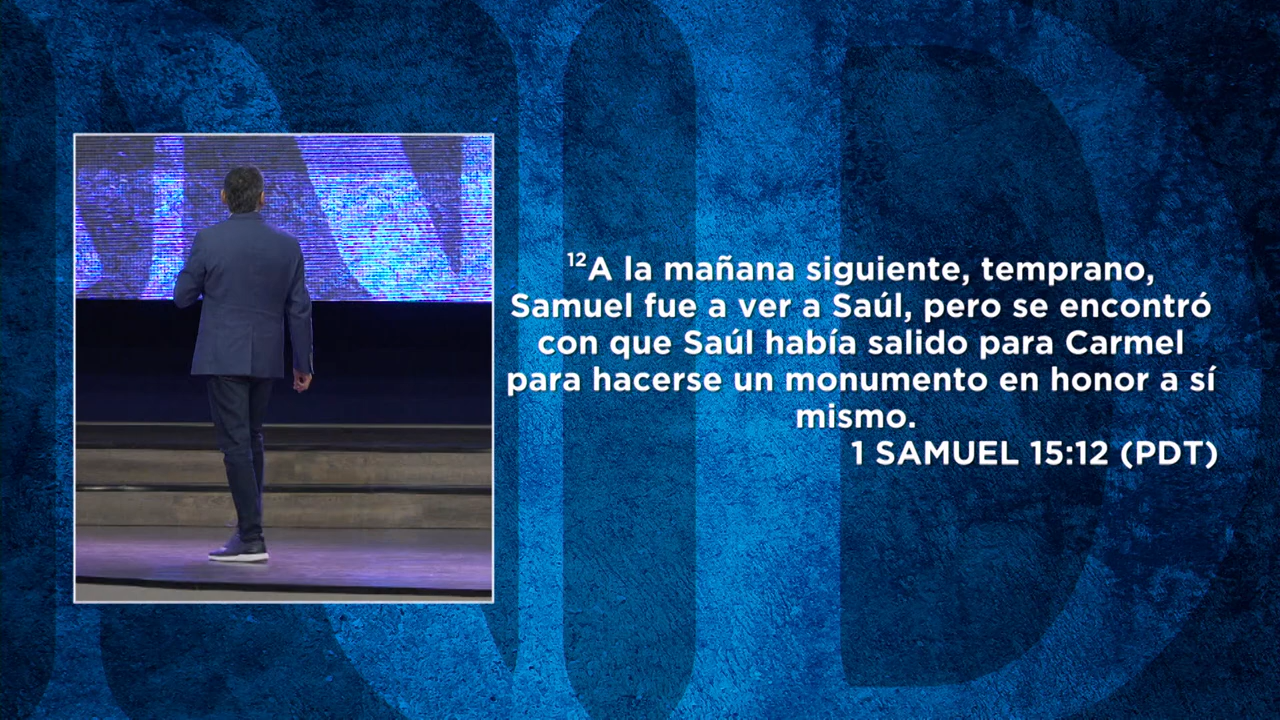 ¹²A la mañana siguiente, temprano,
Samuel fue a ver a Saúl, pero se encontró
con que Saúl había salido para Carmel
para hacerse un monumento en honor a sí
mismo.
1 SAMUEL 15:12 (PDT)